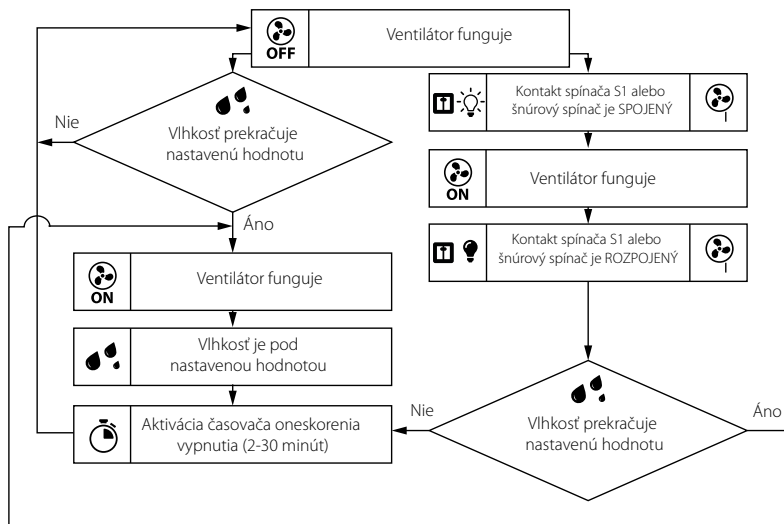 OFF
Ventilátor funguje
Vlhkosť prekračuje
nastavenú hodnotu
Nie
Áno
ON
Ventilátor funguje
Vlhkosť je pod
nastavenou hodnotou
Aktivácia časovača oneskorenia
vypnutia (2-30 minút)
Kontakt spínača S1 alebo
šnúrový spínač je SPOJENÝ
ON
Ventilátor funguje
Kontakt spínača S1 alebo
šnúrový spínač je ROZPOJENÝ
Nie
Vlhkosť prekračuje
nastavenú hodnotu
Áno